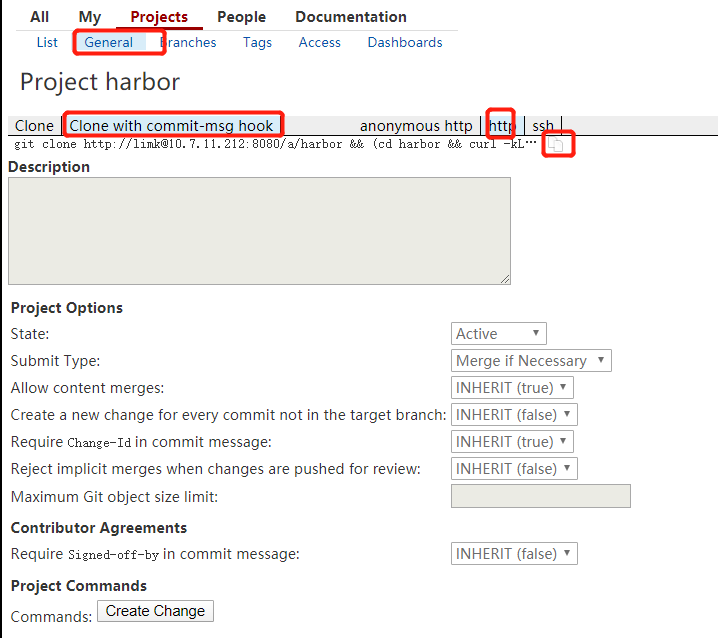 All My Projects People Documentation
List General Branches Tags Access Dashboards
Project harbor
Clone Clone with commit-msg hook anonymous http http ssh
git clone http://limk@10.7.11.212:8080/a/harbor && (cd harbor && curl -kL…
Description
Project Options
State: Active
Submit Type: Merge if Necessary
Allow content merges: INHERIT (true)
Create a new change for every commit not in the target branch: INHERIT (false)
Require Change-Id in commit message: INHERIT (true)
Reject implicit merges when changes are pushed for review: INHERIT (false)
Maximum Git object size limit:
Contributor Agreements
Require Signed-off-by in commit message: INHERIT (false)
Project Commands
Commands: Create Change